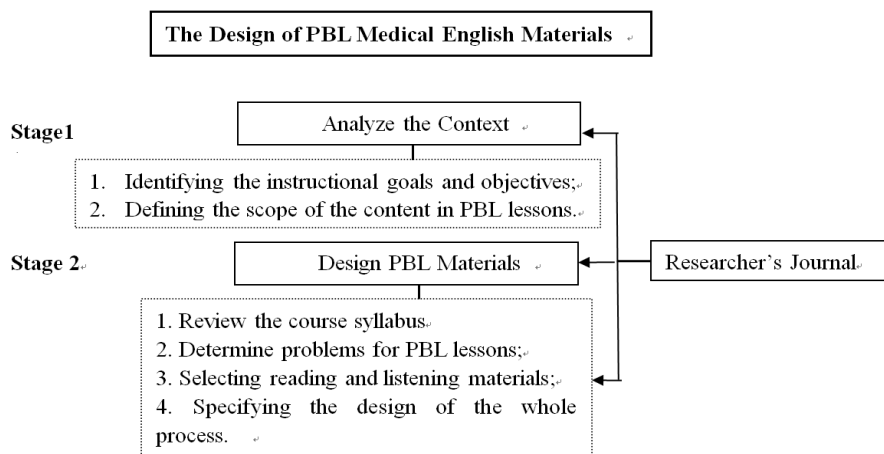 The Design of PBL Medical English Materials
Stage1
Analyze the Context
1. Identifying the instructional goals and objectives;
2. Defining the scope of the content in PBL lessons.
Stage 2
Design PBL Materials
Researcher's Journal
1. Review the course syllabus
2. Determine problems for PBL lessons;
3. Selecting reading and listening materials;
4. Specifying the design of the whole
process.